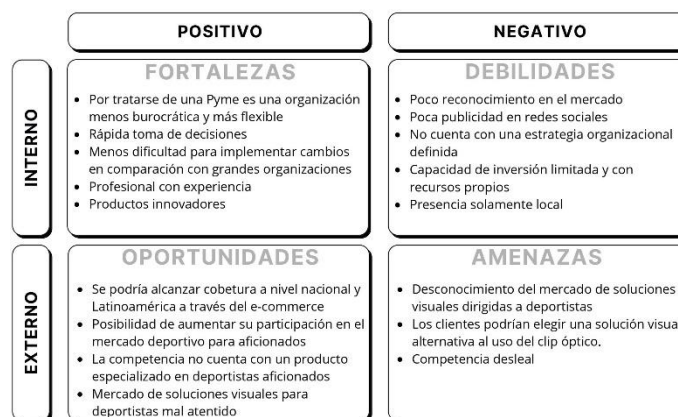 POSITIVO
NEGATIVO
INTERNO
FORTALEZAS
• Por tratarse de una Pyme es una organización
menos burocrática y más flexible
• Rápida toma de decisiones
• Menos dificultad para implementar cambios
en comparación con grandes organizaciones
• Profesional con experiencia
• Productos innovadores
DEBILIDADES
• Poco reconocimiento en el mercado
• Poca publicidad en redes sociales
• No cuenta con una estrategia organizacional
definida
• Capacidad de inversión limitada y con
recursos propios
• Presencia solamente local
EXTERNO
OPORTUNIDADES
• Se podría alcanzar cobetura a nivel nacional y
Latinoamérica a través del e-commerce
• Posibilidad de aumentar su participación en el
mercado deportivo para aficionados
• La competencia no cuenta con un producto
especializado en deportistas aficionados
• Mercado de soluciones visuales para
deportistas mal atentido
AMENAZAS
• Desconocimiento del mercado de soluciones
visuales dirigidas a deportistas
• Los clientes podrían elegir una solución visua
alternativa al uso del clip óptico.
• Competencia desleal